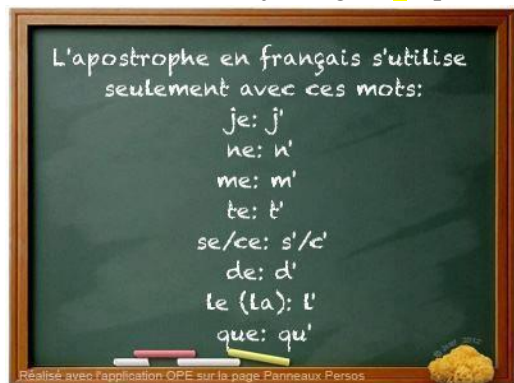 L'apostrophe en français s'utilise
seulement avec ces mots:
je: j'
ne: n'
me: m'
te: t'
se/ce: s'/c'
de: d'
le (la): l'
que: qu'
Réalisé avec l'application OPE sur la page Panneaux Persos